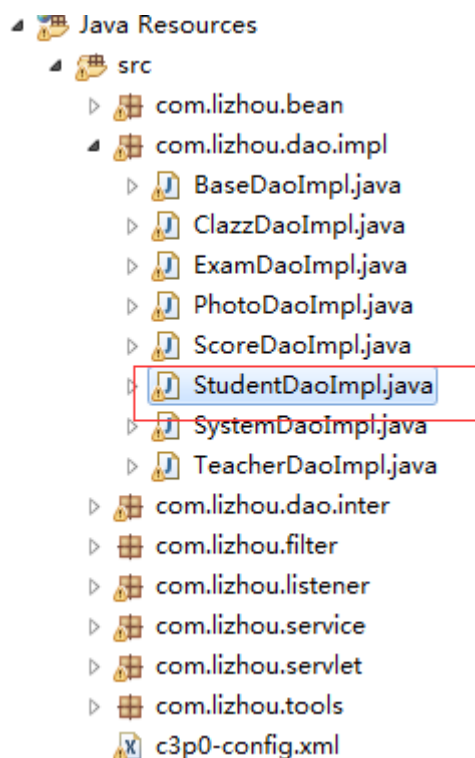 Java Resources
src
com.lizhou.bean
com.lizhou.dao.impl
BaseDaoImpl.java
ClazzDaoImpl.java
ExamDaoImpl.java
PhotoDaoImpl.java
ScoreDaoImpl.java
StudentDaoImpl.java
SystemDaoImpl.java
TeacherDaoImpl.java
com.lizhou.dao.inter
com.lizhou.filter
com.lizhou.listener
com.lizhou.service
com.lizhou.servlet
com.lizhou.tools
c3p0-config.xml